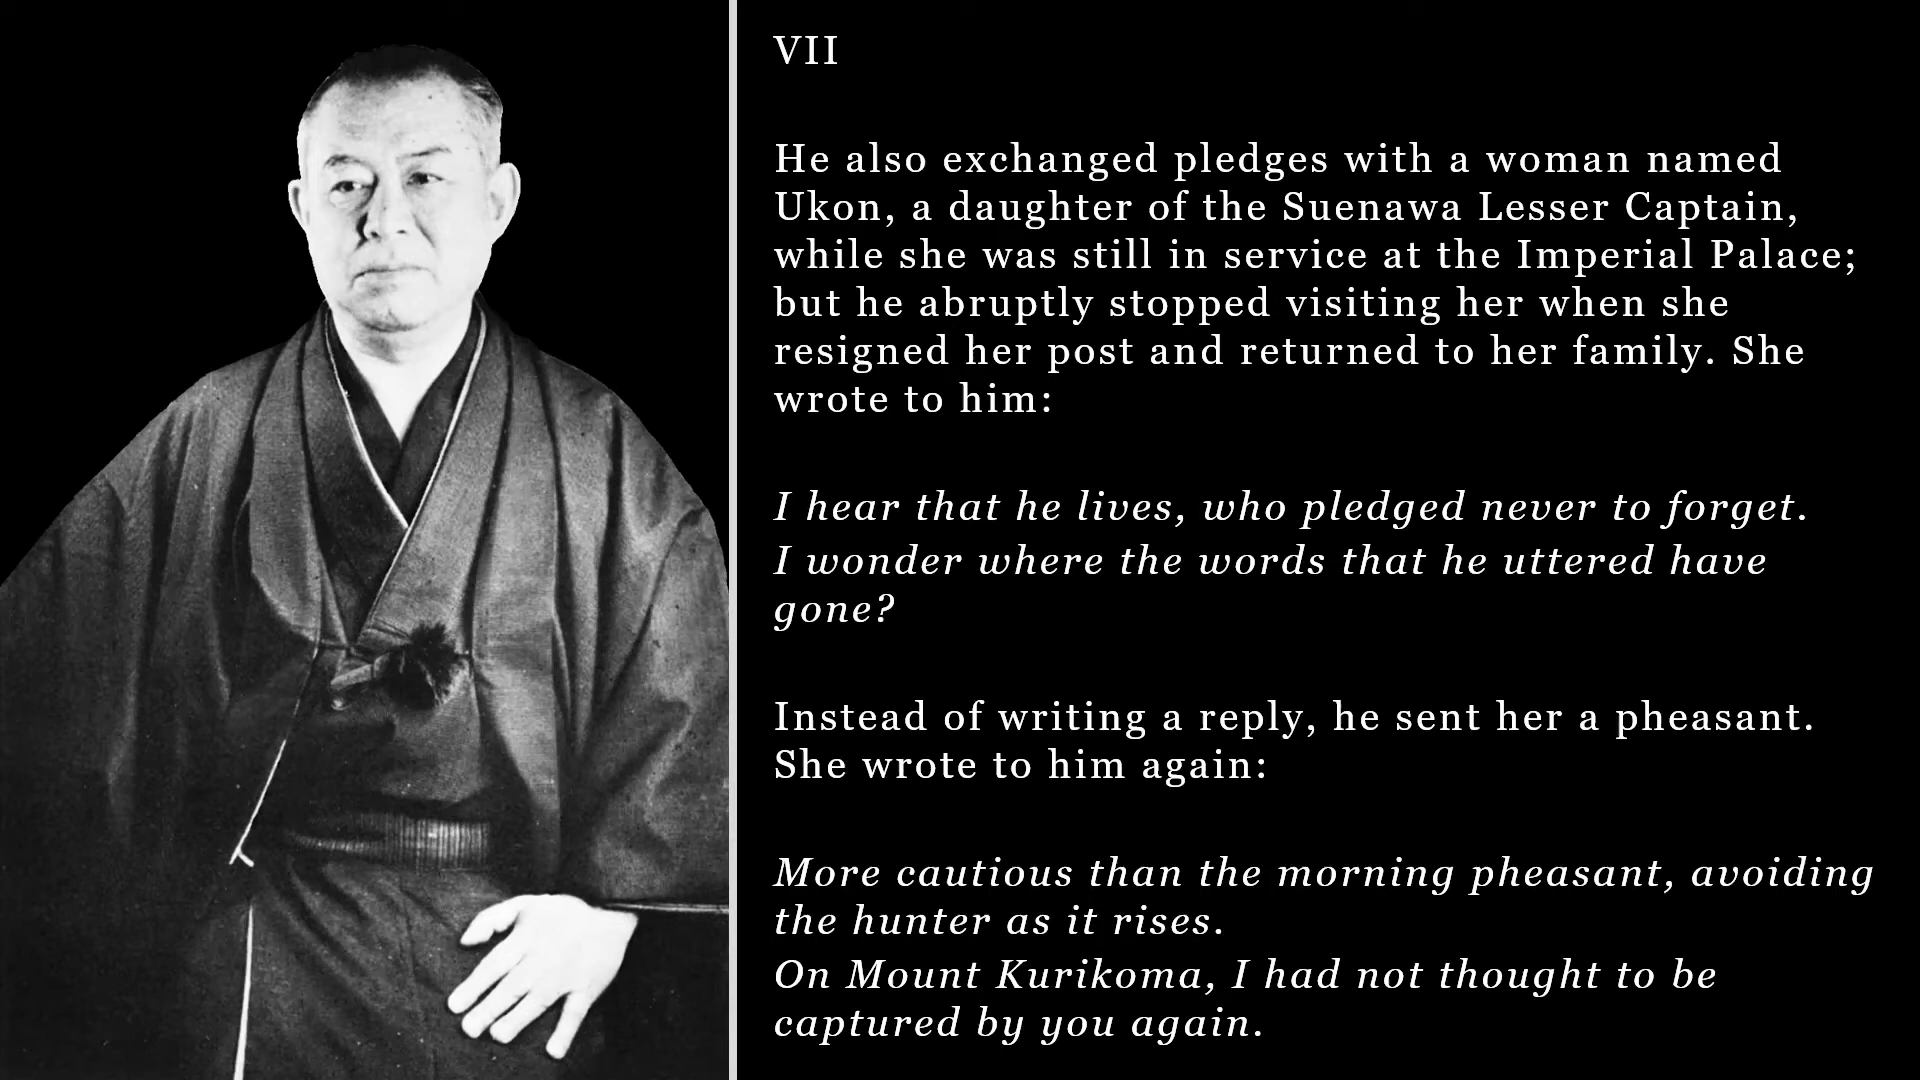 VII
He also exchanged pledges with a woman named
Ukon, a daughter of the Suenawa Lesser Captain,
while she was still in service at the Imperial Palace;
but he abruptly stopped visiting her when she
resigned her post and returned to her family. She
wrote to him:
I hear that he lives, who pledged never to forget.
I wonder where the words that he uttered have
gone?
Instead of writing a reply, he sent her a pheasant.
She wrote to him again:
More cautious than the morning pheasant, avoiding
the hunter as it rises.
On Mount Kurikoma, I had not thought to be
captured by you again.